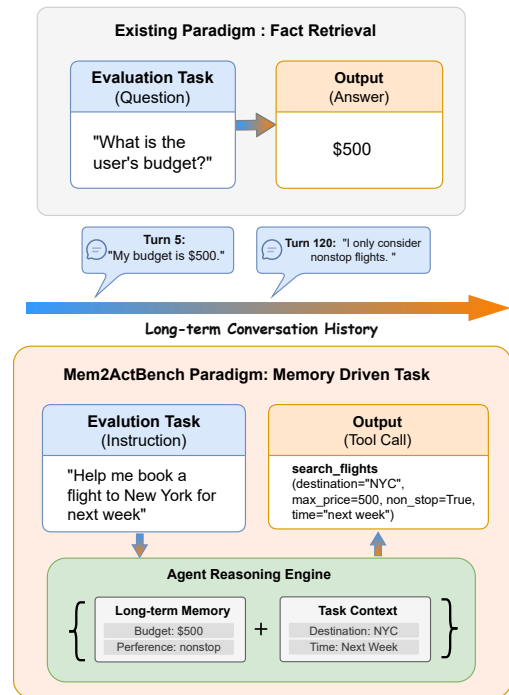 Existing Paradigm : Fact Retrieval
Evaluation Task
(Question)
"What is the
user's budget?"
Output
(Answer)
$500
Turn 5:
"My budget is $500."
Turn 120: "I only consider
nonstop flights. "
Long-term Conversation History
Mem2ActBench Paradigm: Memory Driven Task
Evalution Task
(Instruction)
"Help me book a
flight to New York for
next week"
Output
(Tool Call)
search_flights
(destination="NYC",
max_price=500, non_stop=True,
time="next week")
Agent Reasoning Engine
{
Long-term Memory
Budget: $500
Perference: nonstop
+
Task Context
Destination: NYC
Time: Next Week
}